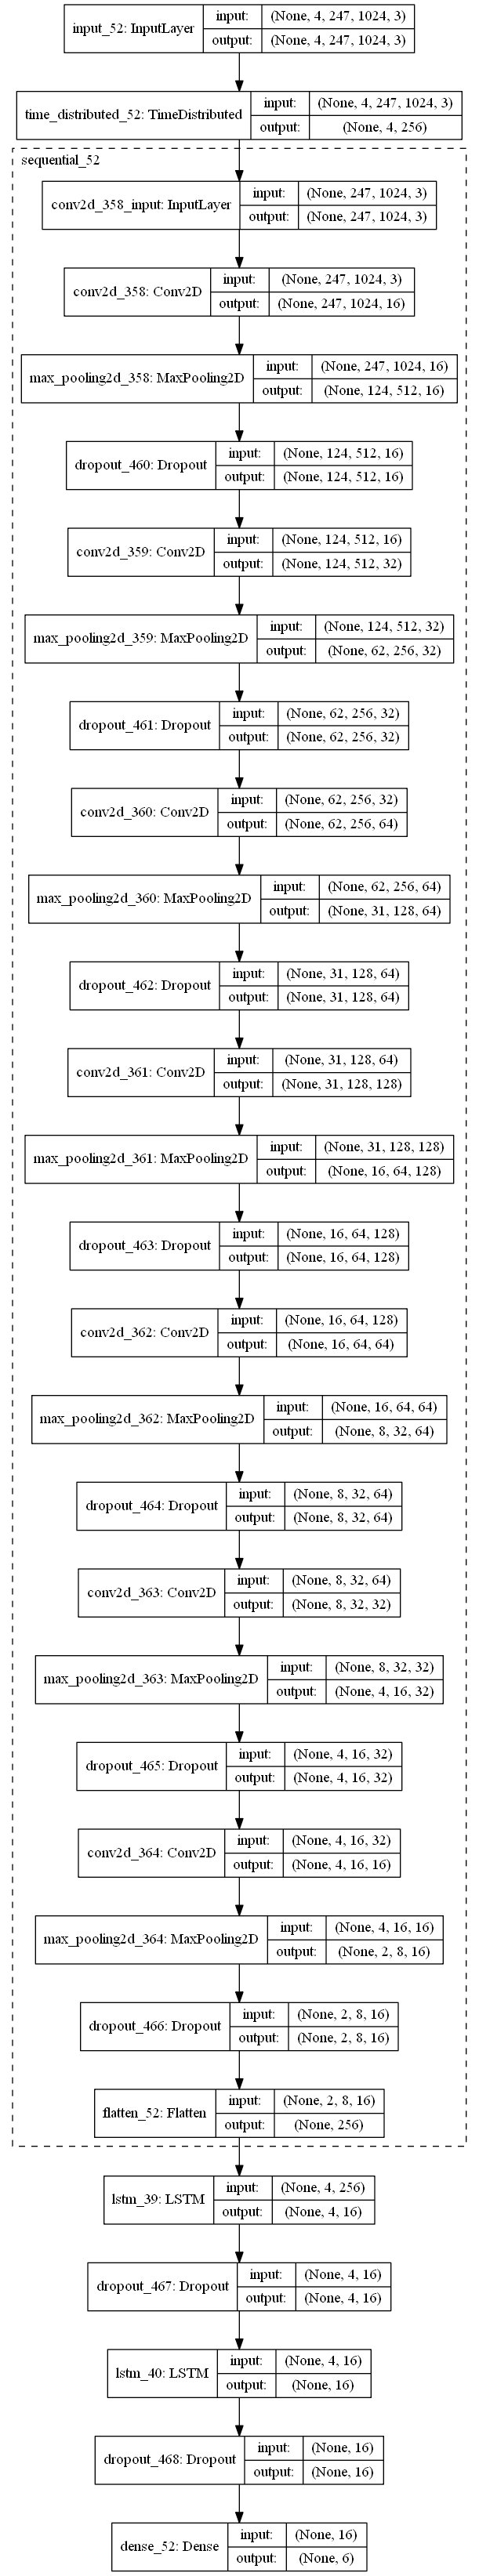 input_52: InputLayer
input:
(None, 4, 247, 1024, 3)
output:
(None, 4, 247, 1024, 3)
time_distributed_52: TimeDistributed
input:
(None, 4, 247, 1024, 3)
output:
(None, 4, 256)
sequential_52
conv2d_358_input: InputLayer
input:
(None, 247, 1024, 3)
output:
(None, 247, 1024, 3)
conv2d_358: Conv2D
input:
(None, 247, 1024, 3)
output:
(None, 247, 1024, 16)
max_pooling2d_358: MaxPooling2D
input:
(None, 247, 1024, 16)
output:
(None, 124, 512, 16)
dropout_460: Dropout
input:
(None, 124, 512, 16)
output:
(None, 124, 512, 16)
conv2d_359: Conv2D
input:
(None, 124, 512, 16)
output:
(None, 124, 512, 32)
max_pooling2d_359: MaxPooling2D
input:
(None, 124, 512, 32)
output:
(None, 62, 256, 32)
dropout_461: Dropout
input:
(None, 62, 256, 32)
output:
(None, 62, 256, 32)
conv2d_360: Conv2D
input:
(None, 62, 256, 32)
output:
(None, 62, 256, 64)
max_pooling2d_360: MaxPooling2D
input:
(None, 62, 256, 64)
output:
(None, 31, 128, 64)
dropout_462: Dropout
input:
(None, 31, 128, 64)
output:
(None, 31, 128, 64)
conv2d_361: Conv2D
input:
(None, 31, 128, 64)
output:
(None, 31, 128, 128)
max_pooling2d_361: MaxPooling2D
input:
(None, 31, 128, 128)
output:
(None, 16, 64, 128)
dropout_463: Dropout
input:
(None, 16, 64, 128)
output:
(None, 16, 64, 128)
conv2d_362: Conv2D
input:
(None, 16, 64, 128)
output:
(None, 16, 64, 64)
max_pooling2d_362: MaxPooling2D
input:
(None, 16, 64, 64)
output:
(None, 8, 32, 64)
dropout_464: Dropout
input:
(None, 8, 32, 64)
output:
(None, 8, 32, 64)
conv2d_363: Conv2D
input:
(None, 8, 32, 64)
output:
(None, 8, 32, 32)
max_pooling2d_363: MaxPooling2D
input:
(None, 8, 32, 32)
output:
(None, 4, 16, 32)
dropout_465: Dropout
input:
(None, 4, 16, 32)
output:
(None, 4, 16, 32)
conv2d_364: Conv2D
input:
(None, 4, 16, 32)
output:
(None, 4, 16, 16)
max_pooling2d_364: MaxPooling2D
input:
(None, 4, 16, 16)
output:
(None, 2, 8, 16)
dropout_466: Dropout
input:
(None, 2, 8, 16)
output:
(None, 2, 8, 16)
flatten_52: Flatten
input:
(None, 2, 8, 16)
output:
(None, 256)
lstm_39: LSTM
input:
(None, 4, 256)
output:
(None, 4, 16)
dropout_467: Dropout
input:
(None, 4, 16)
output:
(None, 4, 16)
lstm_40: LSTM
input:
(None, 4, 16)
output:
(None, 16)
dropout_468: Dropout
input:
(None, 16)
output:
(None, 16)
dense_52: Dense
input:
(None, 16)
output:
(None, 6)